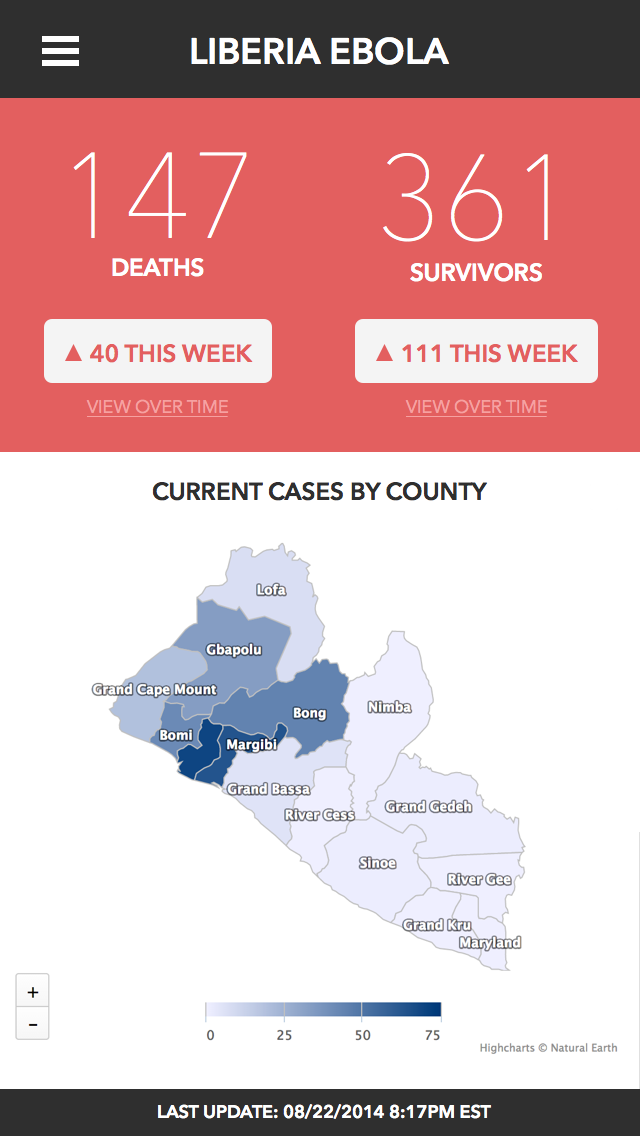 LIBERIA EBOLA
147
361
DEATHS
SURVIVORS
▲ 40 THIS WEEK
▲ 111 THIS WEEK
VIEW OVER TIME
VIEW OVER TIME
CURRENT CASES BY COUNTY
Lofa
Gbapolu
Grand Cape Mount
Nimba
Bong
Bomi
Margibi
Grand Bassa
Grand Gedeh
River Cess
Sinoe
River Gee
Grand Kru
Maryland
+
-
0 25 50 75
Highcharts © Natural Earth
LAST UPDATE: 08/22/2014 8:17PM EST